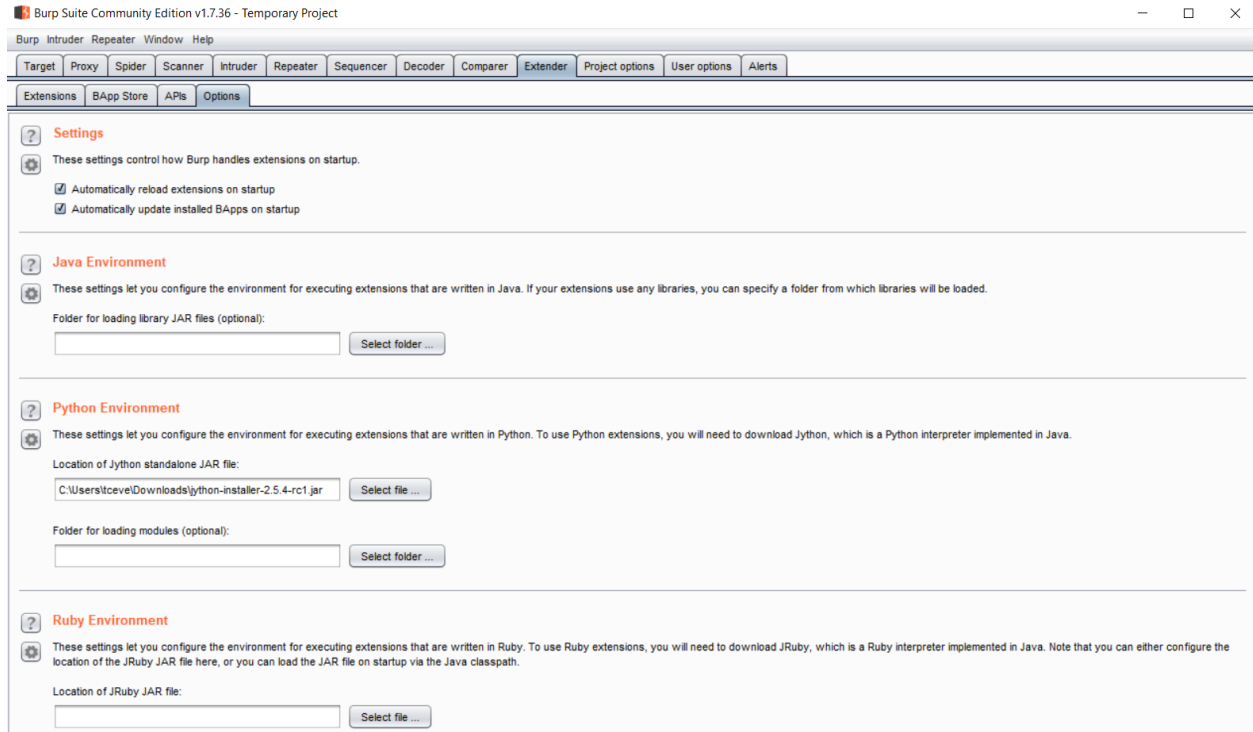 Burp Suite Community Edition v1.7.36 - Temporary Project
Burp Intruder Repeater Window Help
Target Proxy Spider Scanner Intruder Repeater Sequencer Decoder Comparer Extender Project options User options Alerts
Extensions BApp Store APIs Options
? Settings
These settings control how Burp handles extensions on startup.
Automatically reload extensions on startup
Automatically update installed BApps on startup
? Java Environment
These settings let you configure the environment for executing extensions that are written in Java. If your extensions use any libraries, you can specify a folder from which libraries will be loaded.
Folder for loading library JAR files (optional):
Select folder ...
? Python Environment
These settings let you configure the environment for executing extensions that are written in Python. To use Python extensions, you will need to download Jython, which is a Python interpreter implemented in Java.
Location of Jython standalone JAR file:
C:\Users\tceve\Downloads\jython-installer-2.5.4-rc1.jar Select file ...
Folder for loading modules (optional):
Select folder ...
? Ruby Environment
These settings let you configure the environment for executing extensions that are written in Ruby. To use Ruby extensions, you will need to download JRuby, which is a Ruby interpreter implemented in Java. Note that you can either configure the
location of the JRuby JAR file here, or you can load the JAR file on startup via the Java classpath.
Location of JRuby JAR file:
Select file ...